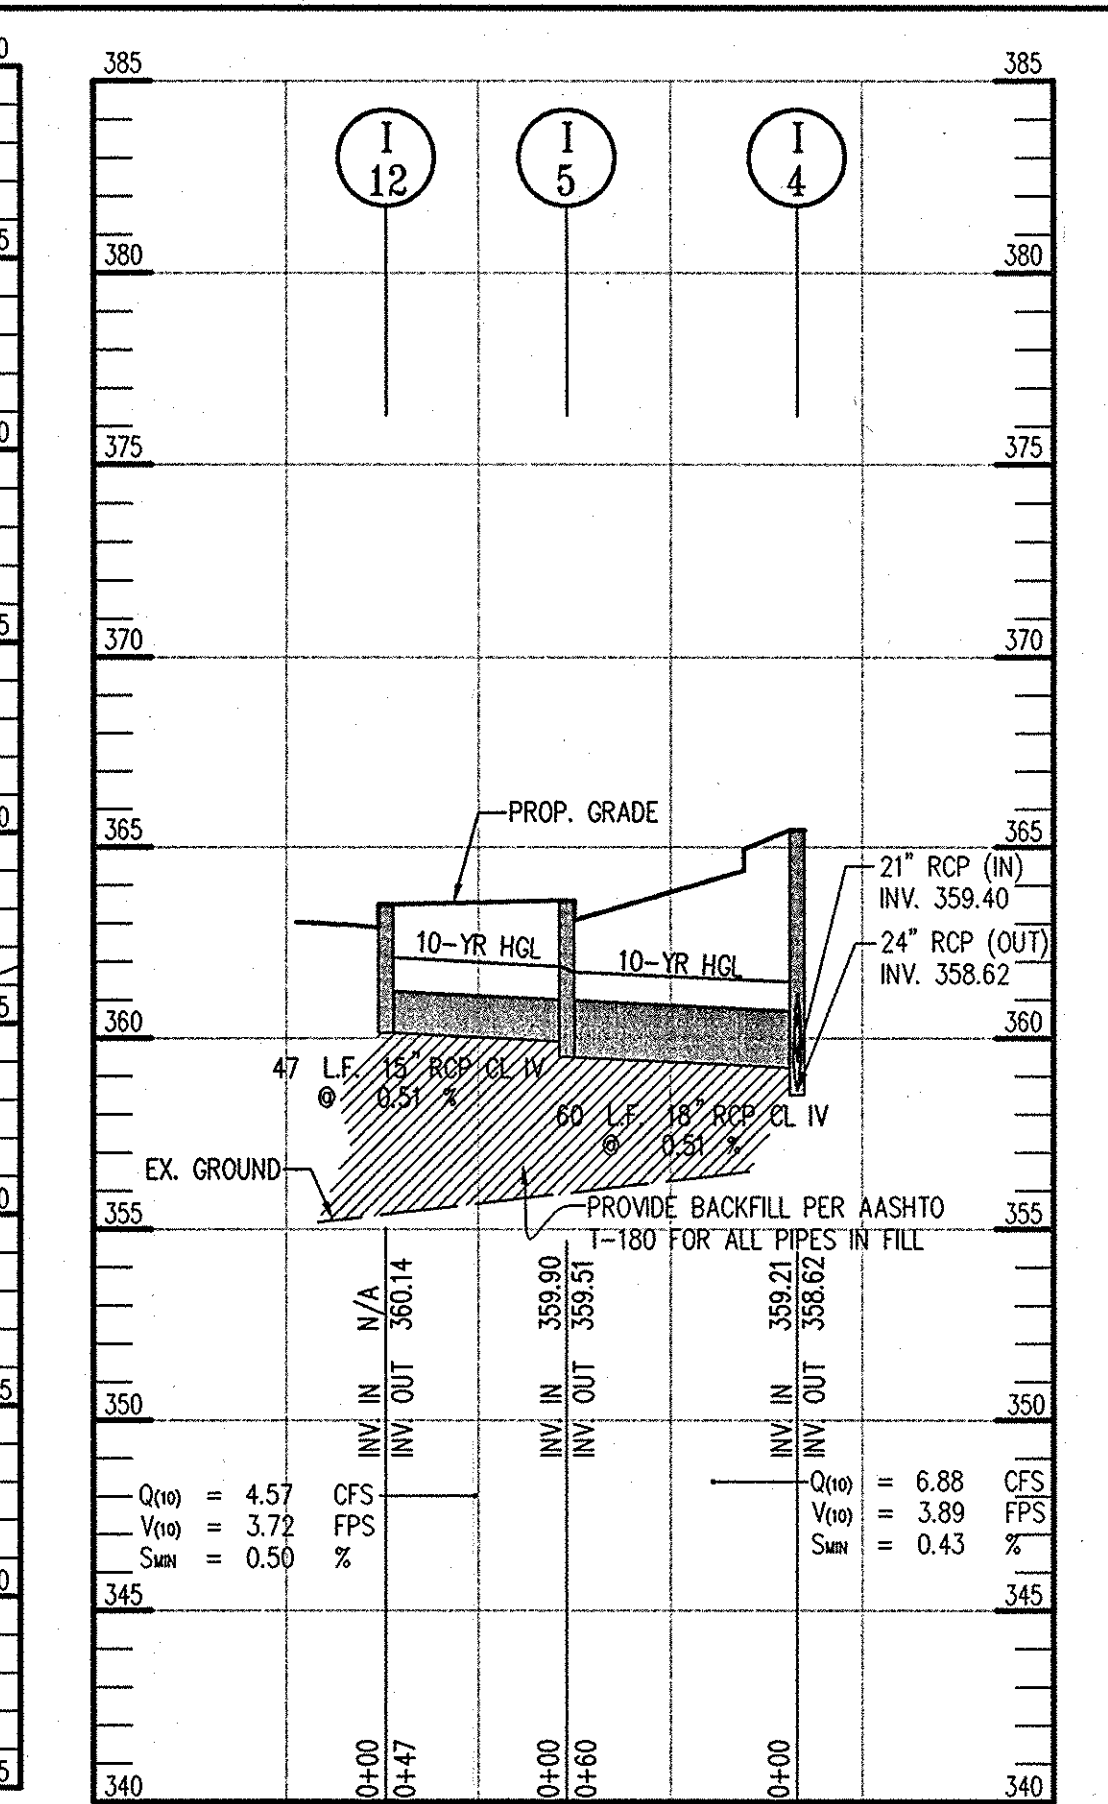 385
385
I
12
I
5
I
4
380
380
375
375
370
370
PROP. GRADE
365
365
21" RCP (IN)
INV. 359.40
10-YR HGL
10-YR HGL
24" RCP (OUT)
INV. 358.62
360
360
47 L.F. 15" RCP CL IV
@ 0.51 %
60 L.F. 18" RCP CL IV
@ 0.51 %
EX. GROUND
PROVIDE BACKFILL PER AASHTO
T-180 FOR ALL PIPES IN FILL
355
355
INV. IN N/A
INV. OUT 360.14
INV. IN 359.90
INV. OUT 359.51
INV. IN 359.21
INV. OUT 358.62
350
350
Q(10) = 4.57 CFS
V(10) = 3.72 FPS
SMIN = 0.50 %
Q(10) = 6.88 CFS
V(10) = 3.89 FPS
SMIN = 0.43 %
345
345
0+00
0+47
0+00
0+60
0+00
340
340